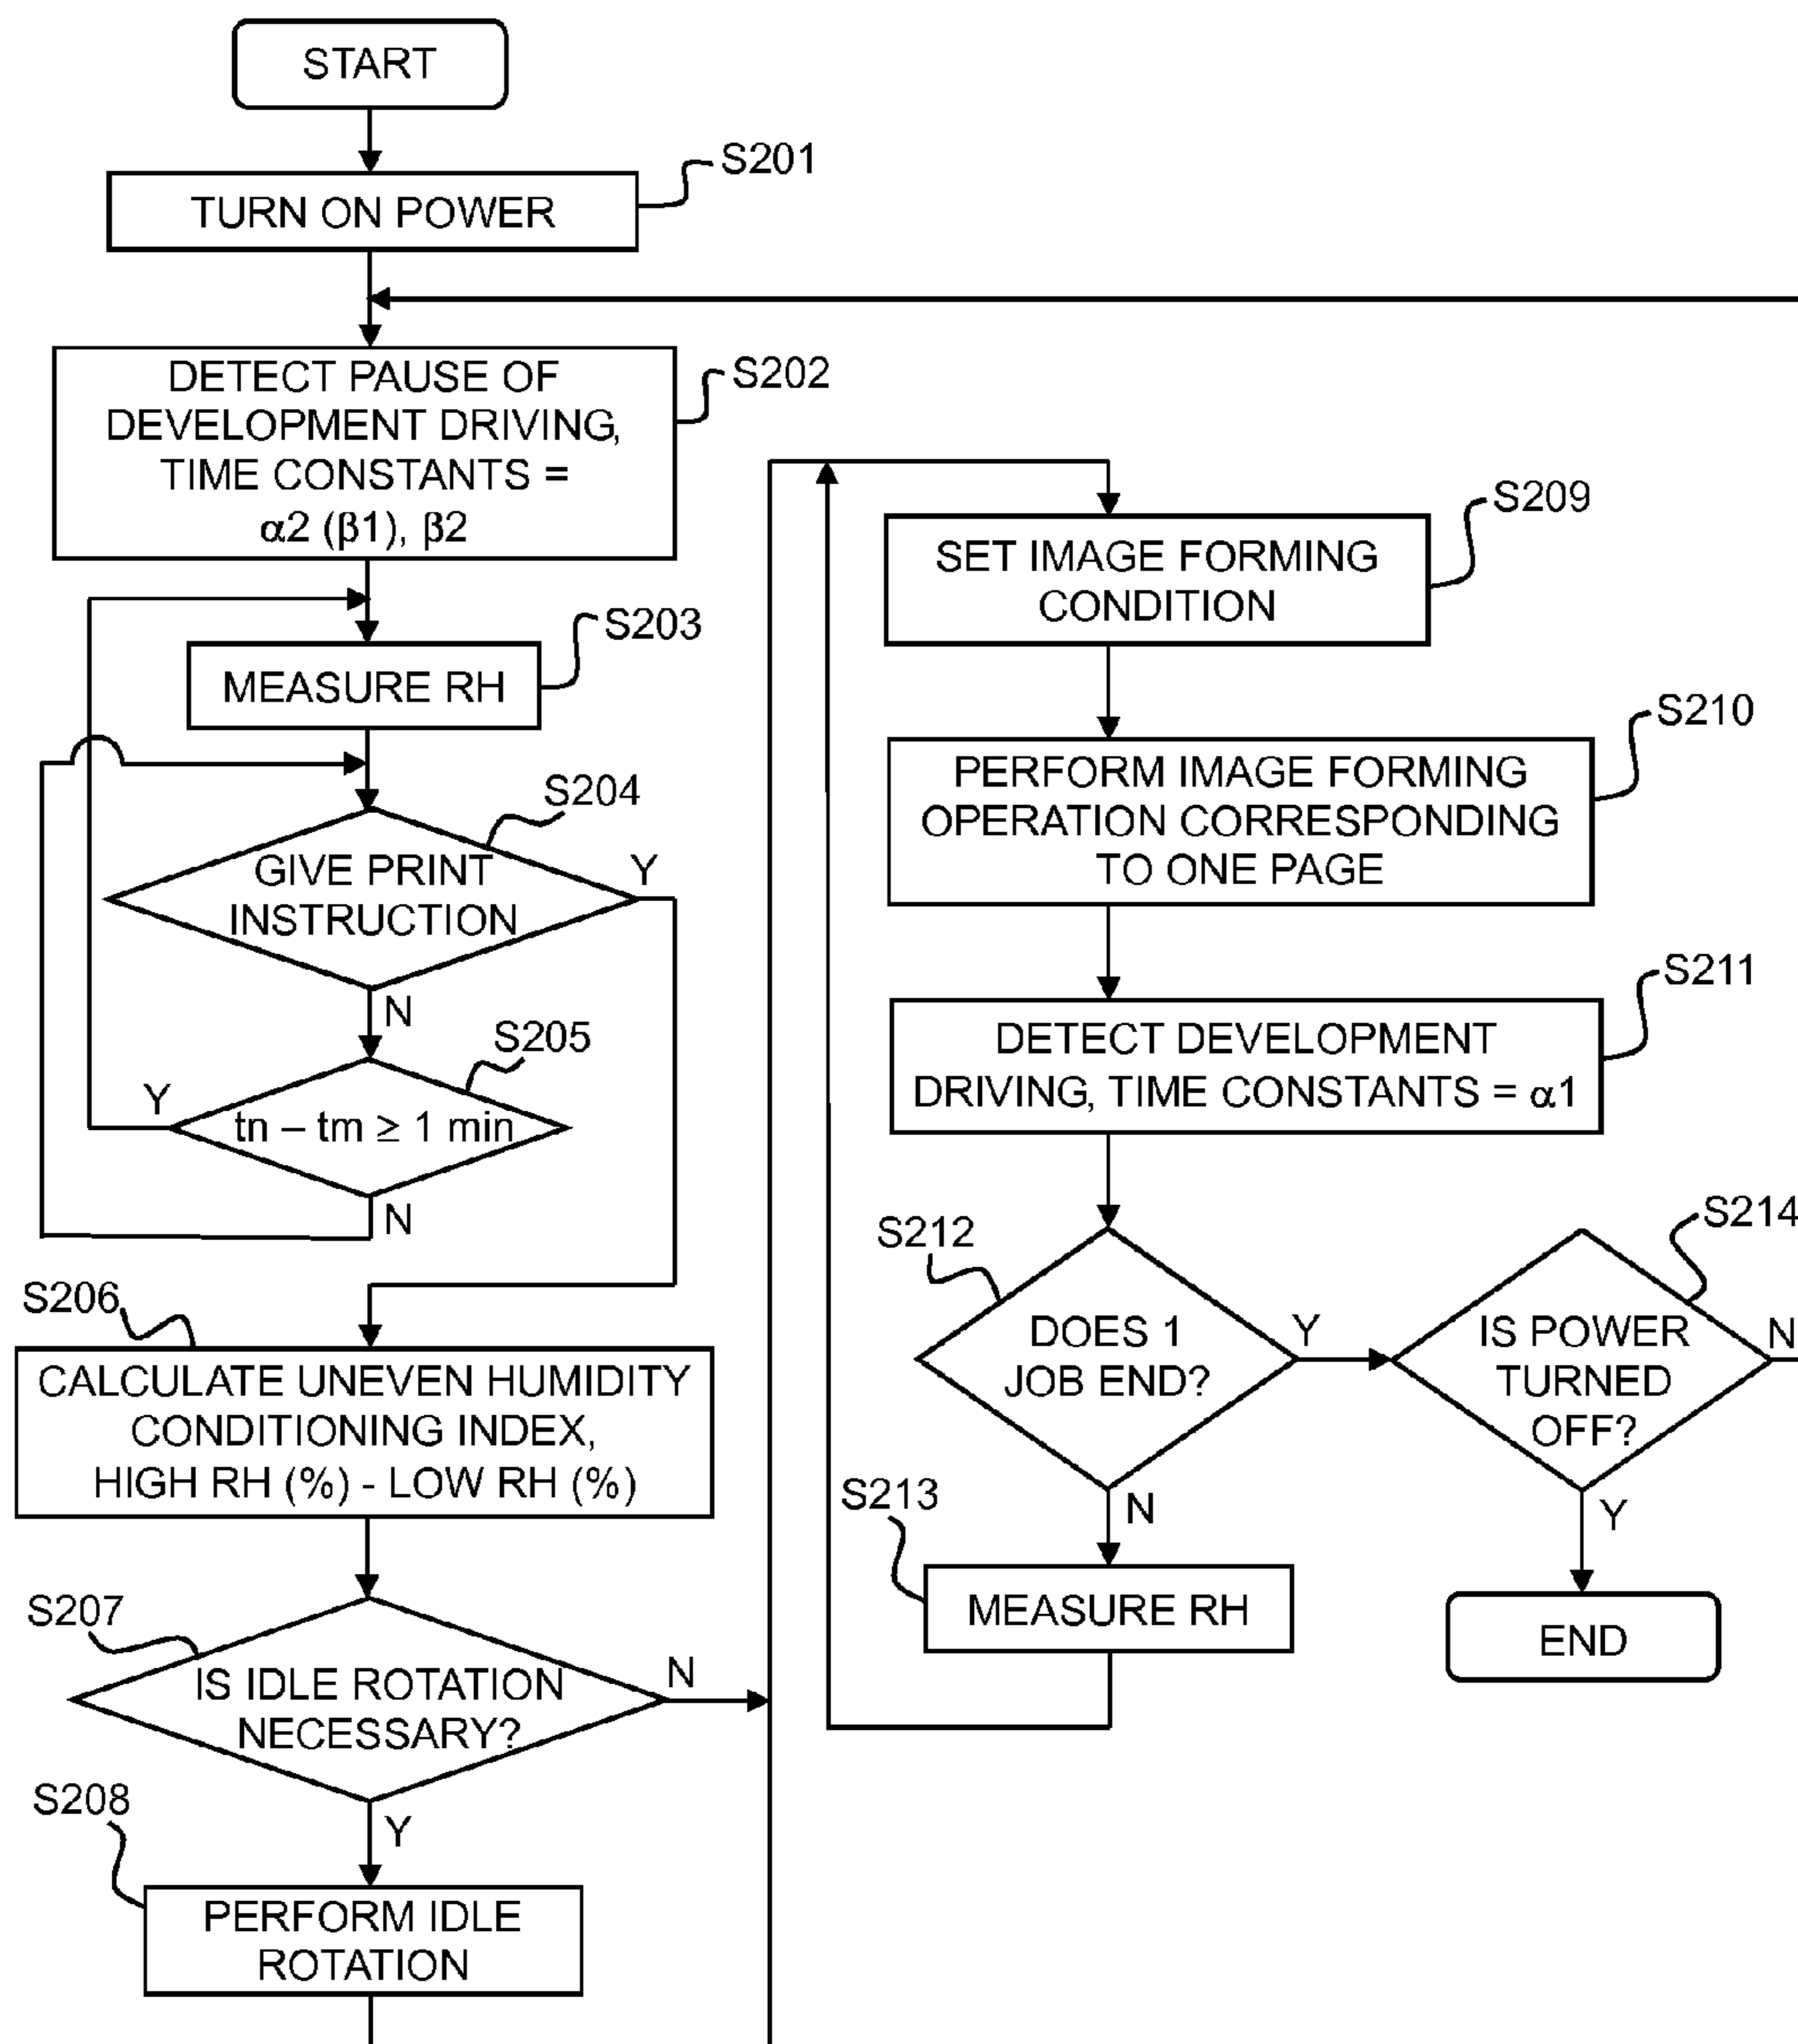 START
S201
TURN ON POWER
S202
DETECT PAUSE OF
DEVELOPMENT DRIVING,
TIME CONSTANTS =
α2 (β1), β2
S203
MEASURE RH
S204
GIVE PRINT
INSTRUCTION
Y
N
S205
tn – tm ≥ 1 min
Y
N
S206
CALCULATE UNEVEN HUMIDITY
CONDITIONING INDEX,
HIGH RH (%) - LOW RH (%)
S207
IS IDLE ROTATION
NECESSARY?
N
Y
S208
PERFORM IDLE
ROTATION
S209
SET IMAGE FORMING
CONDITION
S210
PERFORM IMAGE FORMING
OPERATION CORRESPONDING
TO ONE PAGE
S211
DETECT DEVELOPMENT
DRIVING, TIME CONSTANTS = α1
S212
DOES 1
JOB END?
Y
N
S213
MEASURE RH
S214
IS POWER
TURNED
OFF?
N
Y
END